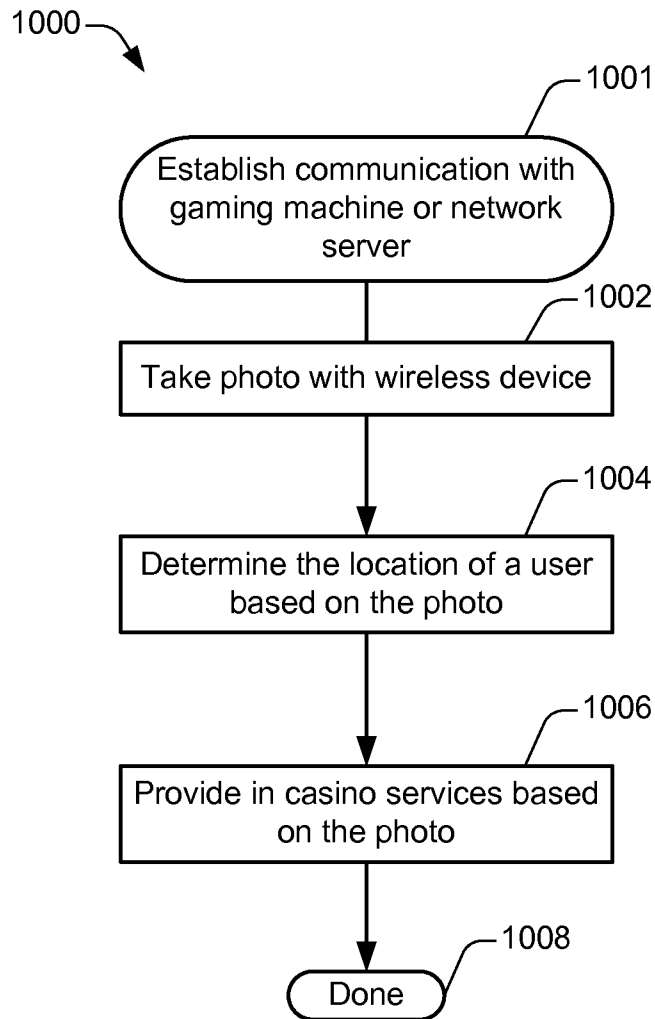 1000
1001
Establish communication with
gaming machine or network
server
1002
Take photo with wireless device
1004
Determine the location of a user
based on the photo
1006
Provide in casino services based
on the photo
1008
Done